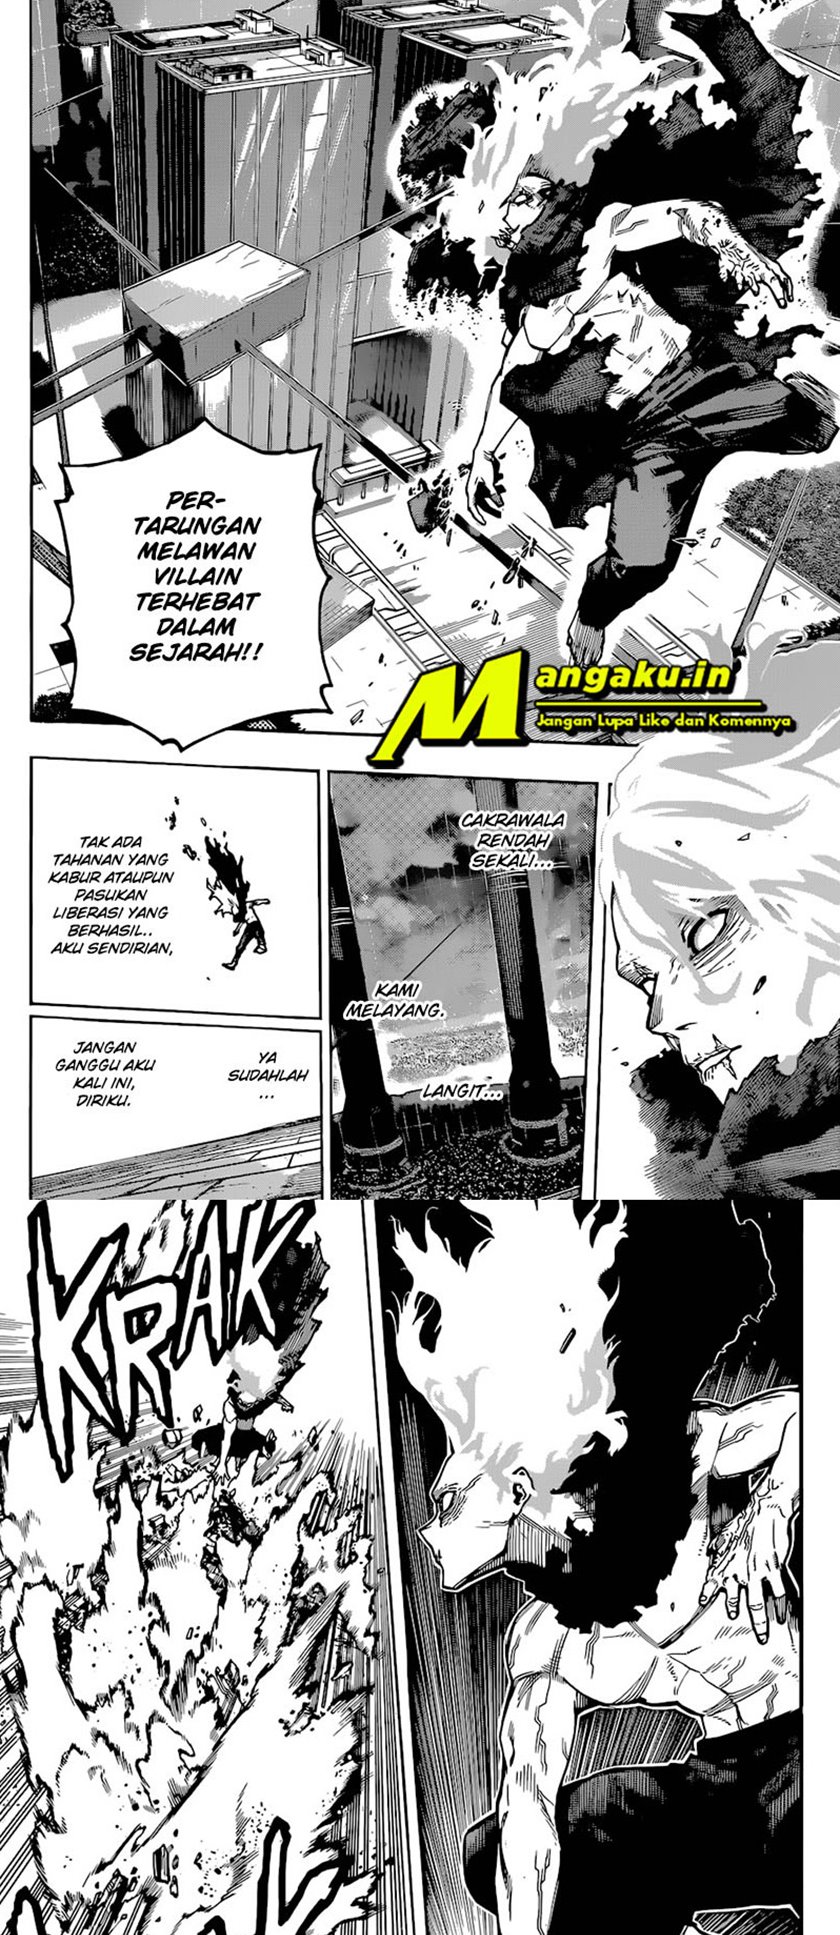 PER-
TARUNGAN
MELAWAN
VILLAIN
TERHEBAT
DALAM
SEJARAH!!
Mangaku.in
Jangan Lupa Like dan Komennya
CAKRAWALA
RENDAH
SEKALI...
KAMI
MELAYANG.
LANGIT...
TAK ADA
TAHANAN YANG
KABUR ATAUPUN
PASUKAN
LIBERASI YANG
BERHASIL..
AKU SENDIRIAN,
YA
SUDAHLAH
...
JANGAN
GANGGU AKU
KALI INI,
DIRIKU.
KRAK